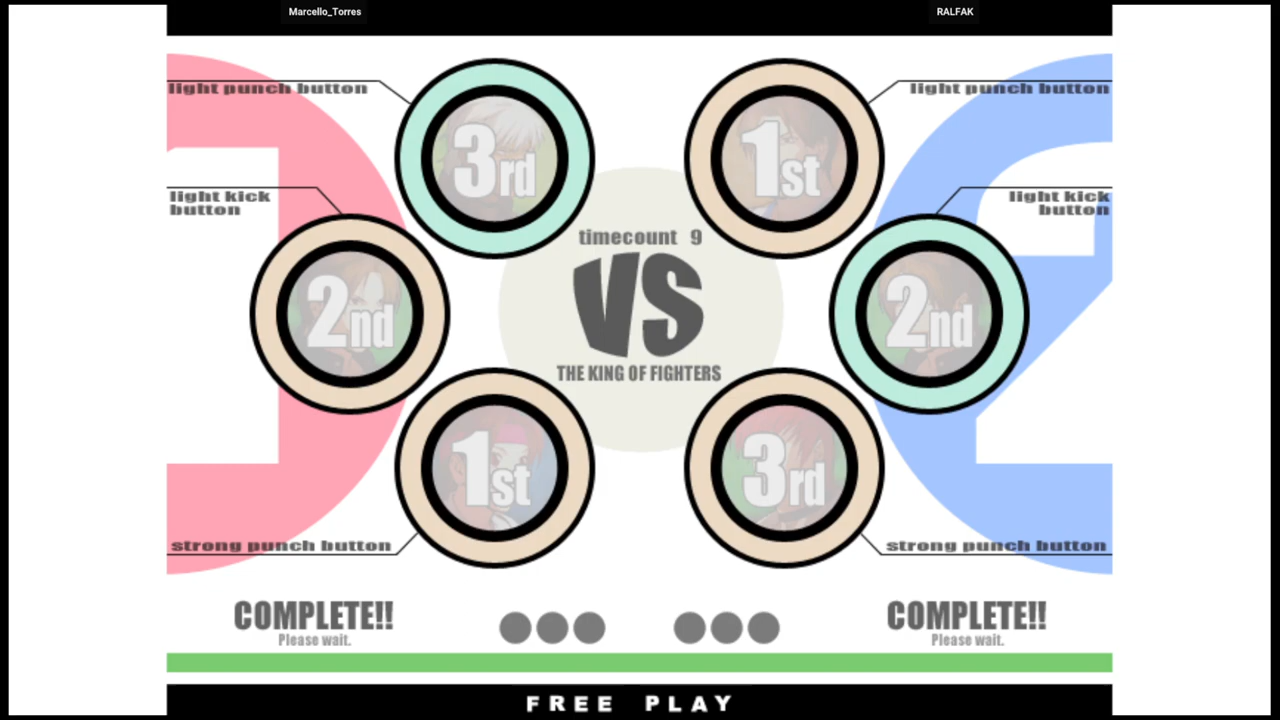 Marcello_Torres
RALFAK
light punch button
light punch button
3rd
1st
light kick
button
light kick
button
timecount 9
VS
THE KING OF FIGHTERS
2nd
2nd
1st
3rd
strong punch button
strong punch button
COMPLETE!!
Please wait.
COMPLETE!!
Please wait.
FREE PLAY